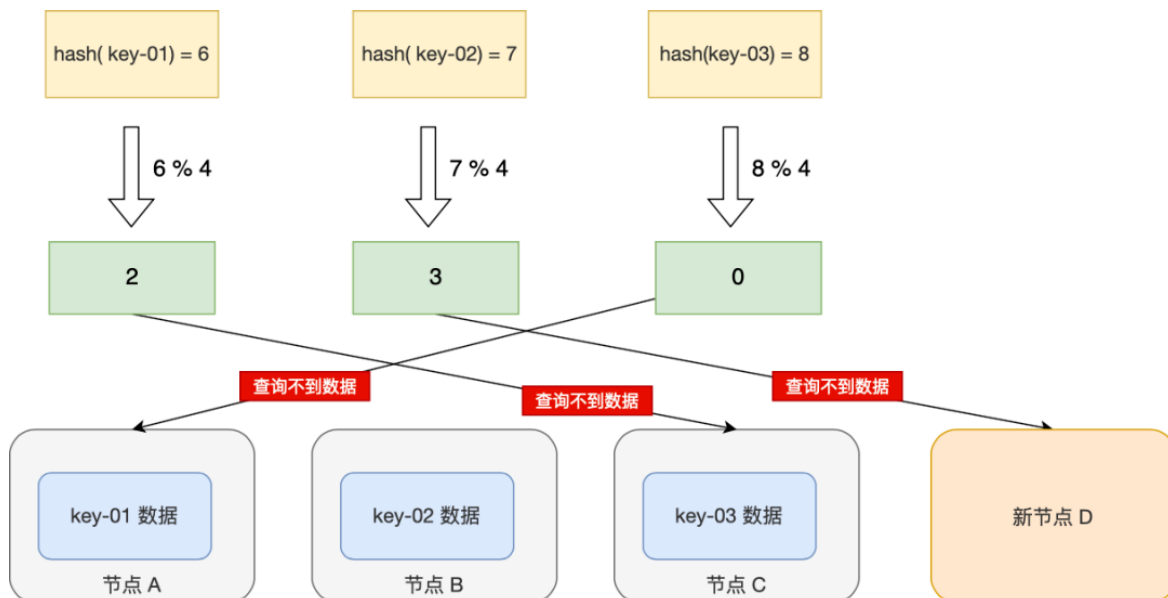 hash( key-01) = 6
hash( key-02) = 7
hash(key-03) = 8
6 % 4
7 % 4
8 % 4
2
3
0
查询不到数据
查询不到数据
查询不到数据
key-01 数据
key-02 数据
key-03 数据
新节点 D
节点 A
节点 B
节点 C